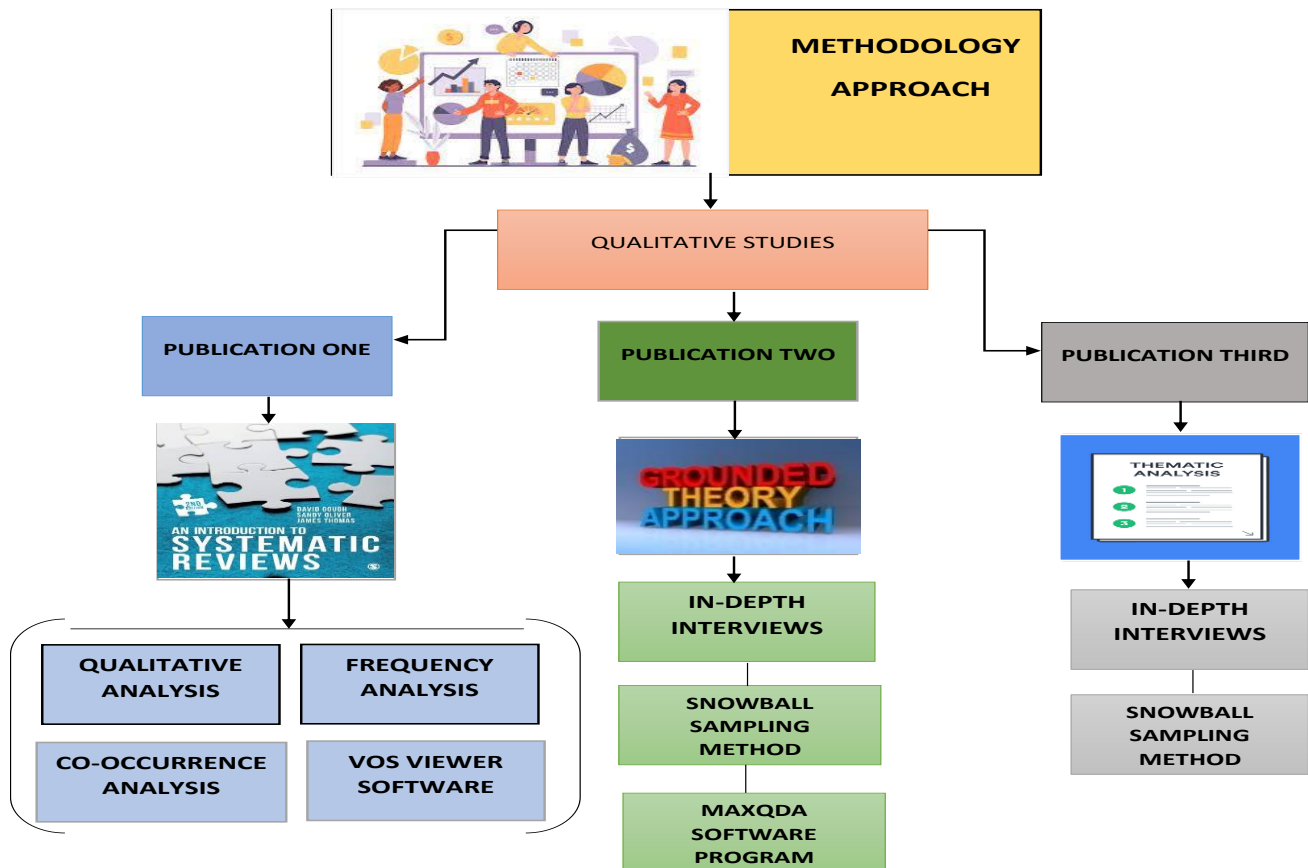 METHODOLOGY
APPROACH
$
QUALITATIVE STUDIES
PUBLICATION ONE
PUBLICATION TWO
PUBLICATION THIRD
2ND
DAVID GOUGH
SANDY OLIVER
JAMES THOMAS
AN INTRODUCTION TO
SYSTEMATIC
REVIEWS
GROUNDED
THEORY
APPROACH
THEMATIC
ANALYSIS
1
2
3
QUALITATIVE
ANALYSIS
FREQUENCY
ANALYSIS
CO-OCCURRENCE
ANALYSIS
VOS VIEWER
SOFTWARE
IN-DEPTH
INTERVIEWS
SNOWBALL
SAMPLING
METHOD
MAXQDA
SOFTWARE
PROGRAM
IN-DEPTH
INTERVIEWS
SNOWBALL
SAMPLING
METHOD